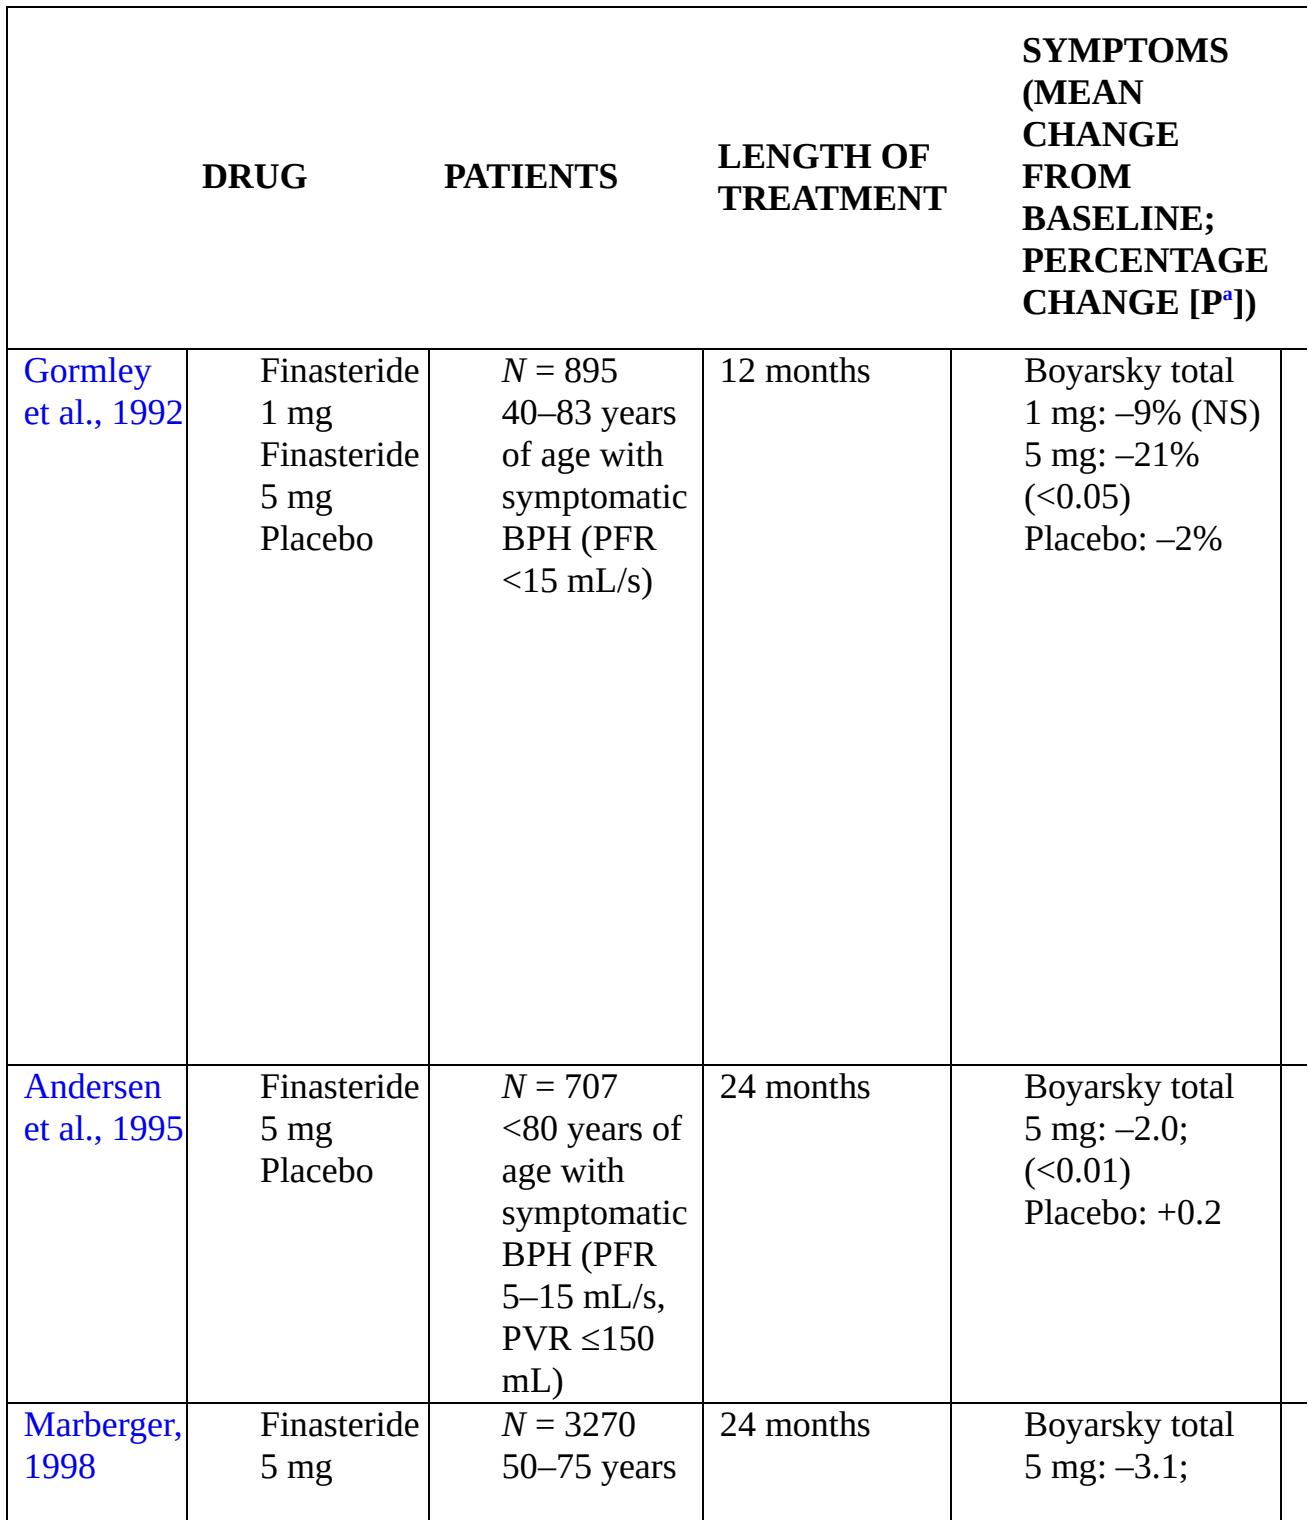 DRUG
PATIENTS
LENGTH OF
TREATMENT
SYMPTOMS
(MEAN
CHANGE
FROM
BASELINE;
PERCENTAGE
CHANGE [Pa])
Gormley
et al., 1992
Finasteride
1 mg
Finasteride
5 mg
Placebo
N = 895
40–83 years
of age with
symptomatic
BPH (PFR
<15 mL/s)
12 months
Boyarsky total
1 mg: –9% (NS)
5 mg: –21%
(<0.05)
Placebo: –2%
Andersen
et al., 1995
Finasteride
5 mg
Placebo
N = 707
<80 years of
age with
symptomatic
BPH (PFR
5–15 mL/s,
PVR ≤150
mL)
24 months
Boyarsky total
5 mg: –2.0;
(<0.01)
Placebo: +0.2
Marberger,
1998
Finasteride
5 mg
N = 3270
50–75 years
24 months
Boyarsky total
5 mg: –3.1;